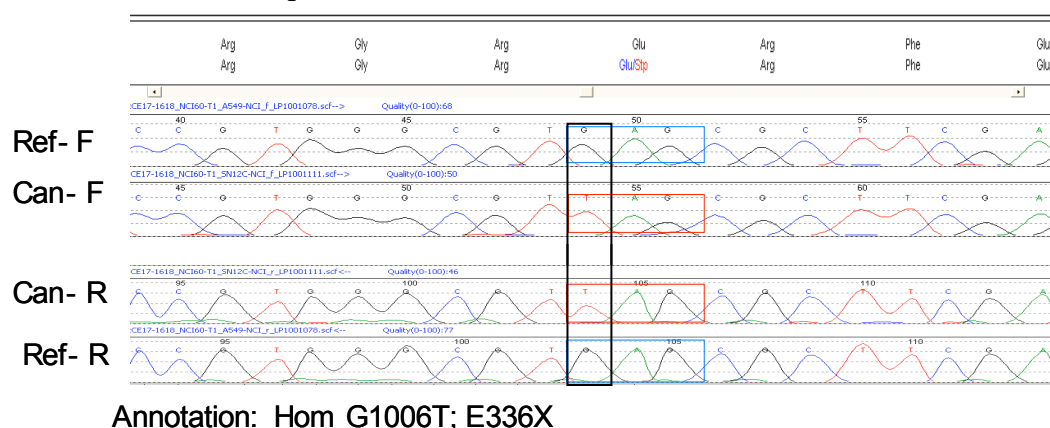 Arg Gly Arg Glu Arg Phe Glu
Arg Gly Arg Glu/Stp Arg Phe Glu
:CE17-1618_NCI60-T1_A549-NCI_f_LP1001078.scf--> Quality(0-100):68
40 45 50 55
Ref- F
C C G T G G G C G T G A G C G C T T C G A
CE17-1618_NCI60-T1_SN12C-NCI_f_LP1001111.scf--> Quality(0-100):50
45 50 55 60
Can- F
C C G T G G G C G T T A G C G C T T C G A
CE17-1618_NCI60-T1_SN12C-NCI_r_LP1001111.scf<-- Quality(0-100):46
95 100 105 110
Can- R
C C G T G G G C G T T A G C G C T T C G A
:CE17-1618_NCI60-T1_A549-NCI_r_LP1001078.scf<-- Quality(0-100):77
95 100 105 110
Ref- R
C C G T G G G C G T G A G C G C T T C G A
Annotation: Hom G1006T; E336X